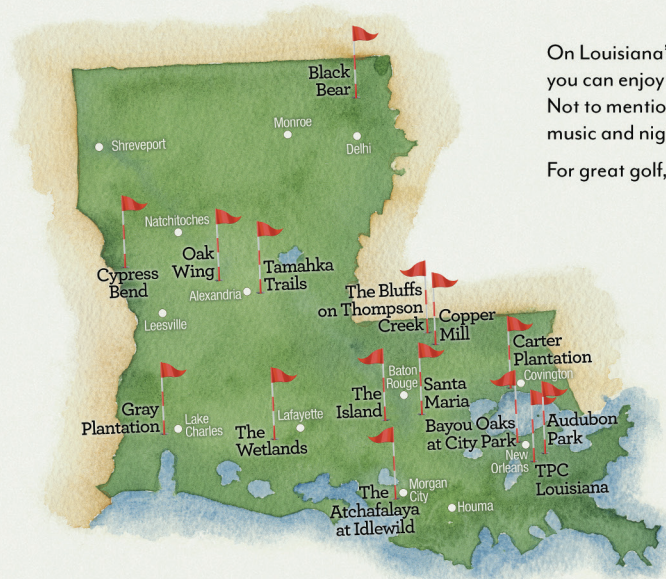 On Louisiana'
you can enjoy
Not to mentio
music and nig
For great golf,
Black
Bear
Monroe
Shreveport
Delhi
Natchitoches
Oak
Wing
Tamahka
Trails
Cypress
Bend
Alexandria
Leesville
The Bluffs
on Thompson
Creek
Copper
Mill
Carter
Plantation
Covington
Baton
Rouge
The
Island
Santa
Maria
Gray
Plantation
Lake
Charles
The
Wetlands
Lafayette
Bayou Oaks
at City Park
Audubon
Park
New
Orleans
TPC
Louisiana
The
Atchafalaya
at Idlewild
Morgan
City
Houma